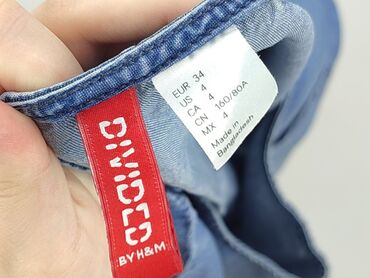 DIVIDED
BY H&M
EUR 34
US 4
CA 4
CN 160/80A
MX 4
Made in
Bangladesh